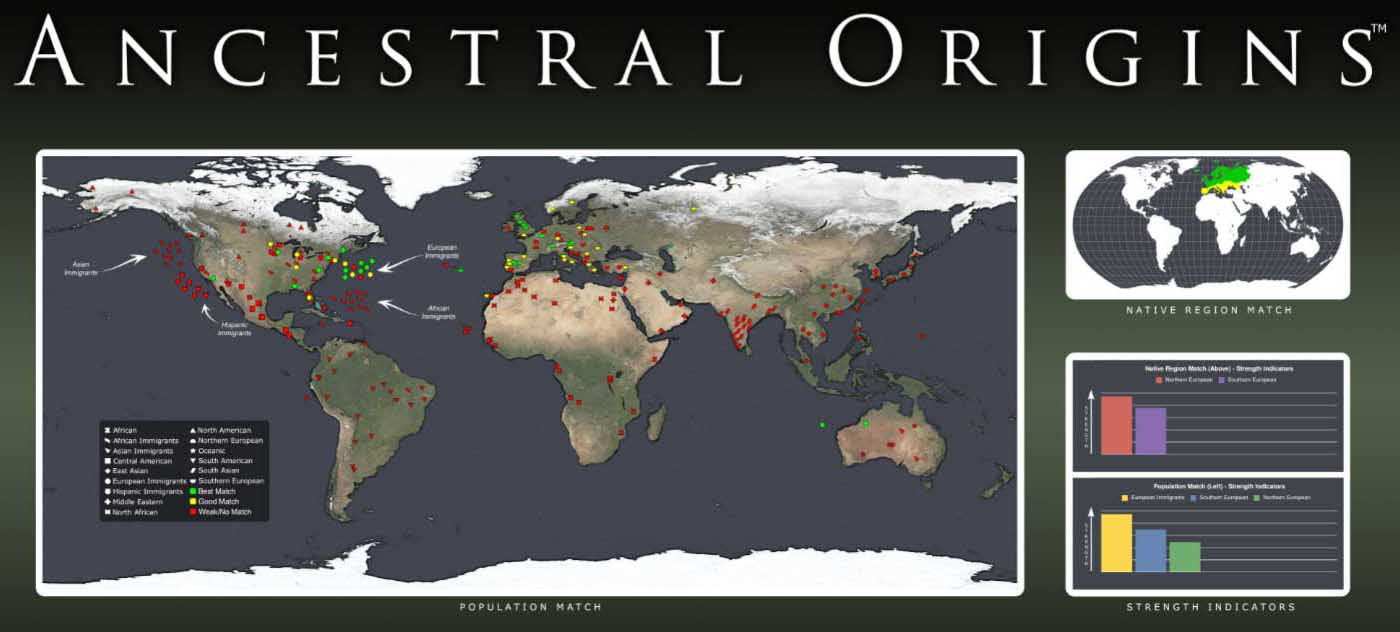 ANCESTRAL ORIGINS™
Asian
Immigrants
European
Immigrants
African
Immigrants
Hispanic
Immigrants
African
African Immigrants
Asian Immigrants
Central American
East Asian
European Immigrants
Hispanic Immigrants
Middle Eastern
North African
North American
Northern European
Oceanic
South American
South Asian
Southern European
Best Match
Good Match
Weak/No Match
POPULATION MATCH
NATIVE REGION MATCH
Native Region Match (Above) - Strength Indicators
Northern European Southern European
STRENGTH
Population Match (Left) - Strength Indicators
European Immigrants Southern European Northern European
STRENGTH
STRENGTH INDICATORS